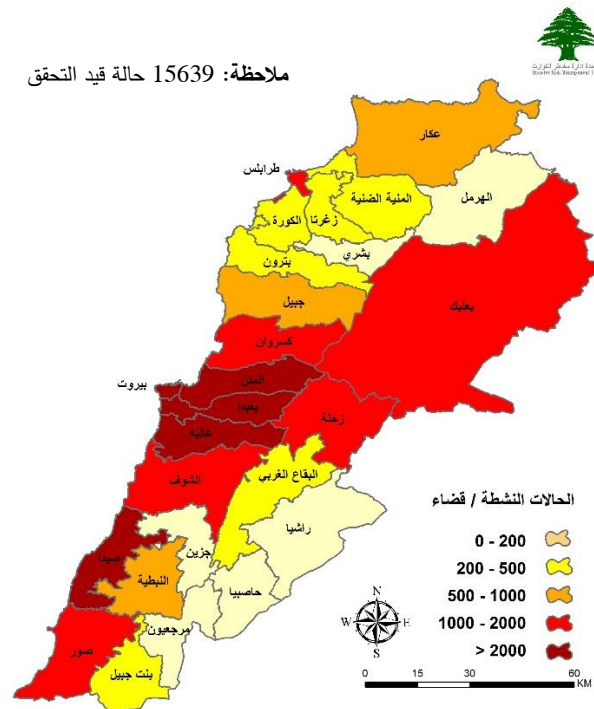 ملاحظة: 15639 حالة قيد التحقق
عكار
طرابلس
المنية الضنية
الهرمل
زغرتا
الكورة
بشري
بترون
جبيل
بعلبك
كسروان
المتن
بيروت
بعبدا
زحلة
عاليه
البقاع الغربي
الشوف
راشيا
جزين
صيدا
النبطية
حاصبيا
مرجعيون
صور
بنت جبيل
الحالات النشطة / قضاء
0 - 200
200 - 500
500 - 1000
1000 - 2000
> 2000
N
W E
S
0 15 30 60
KM